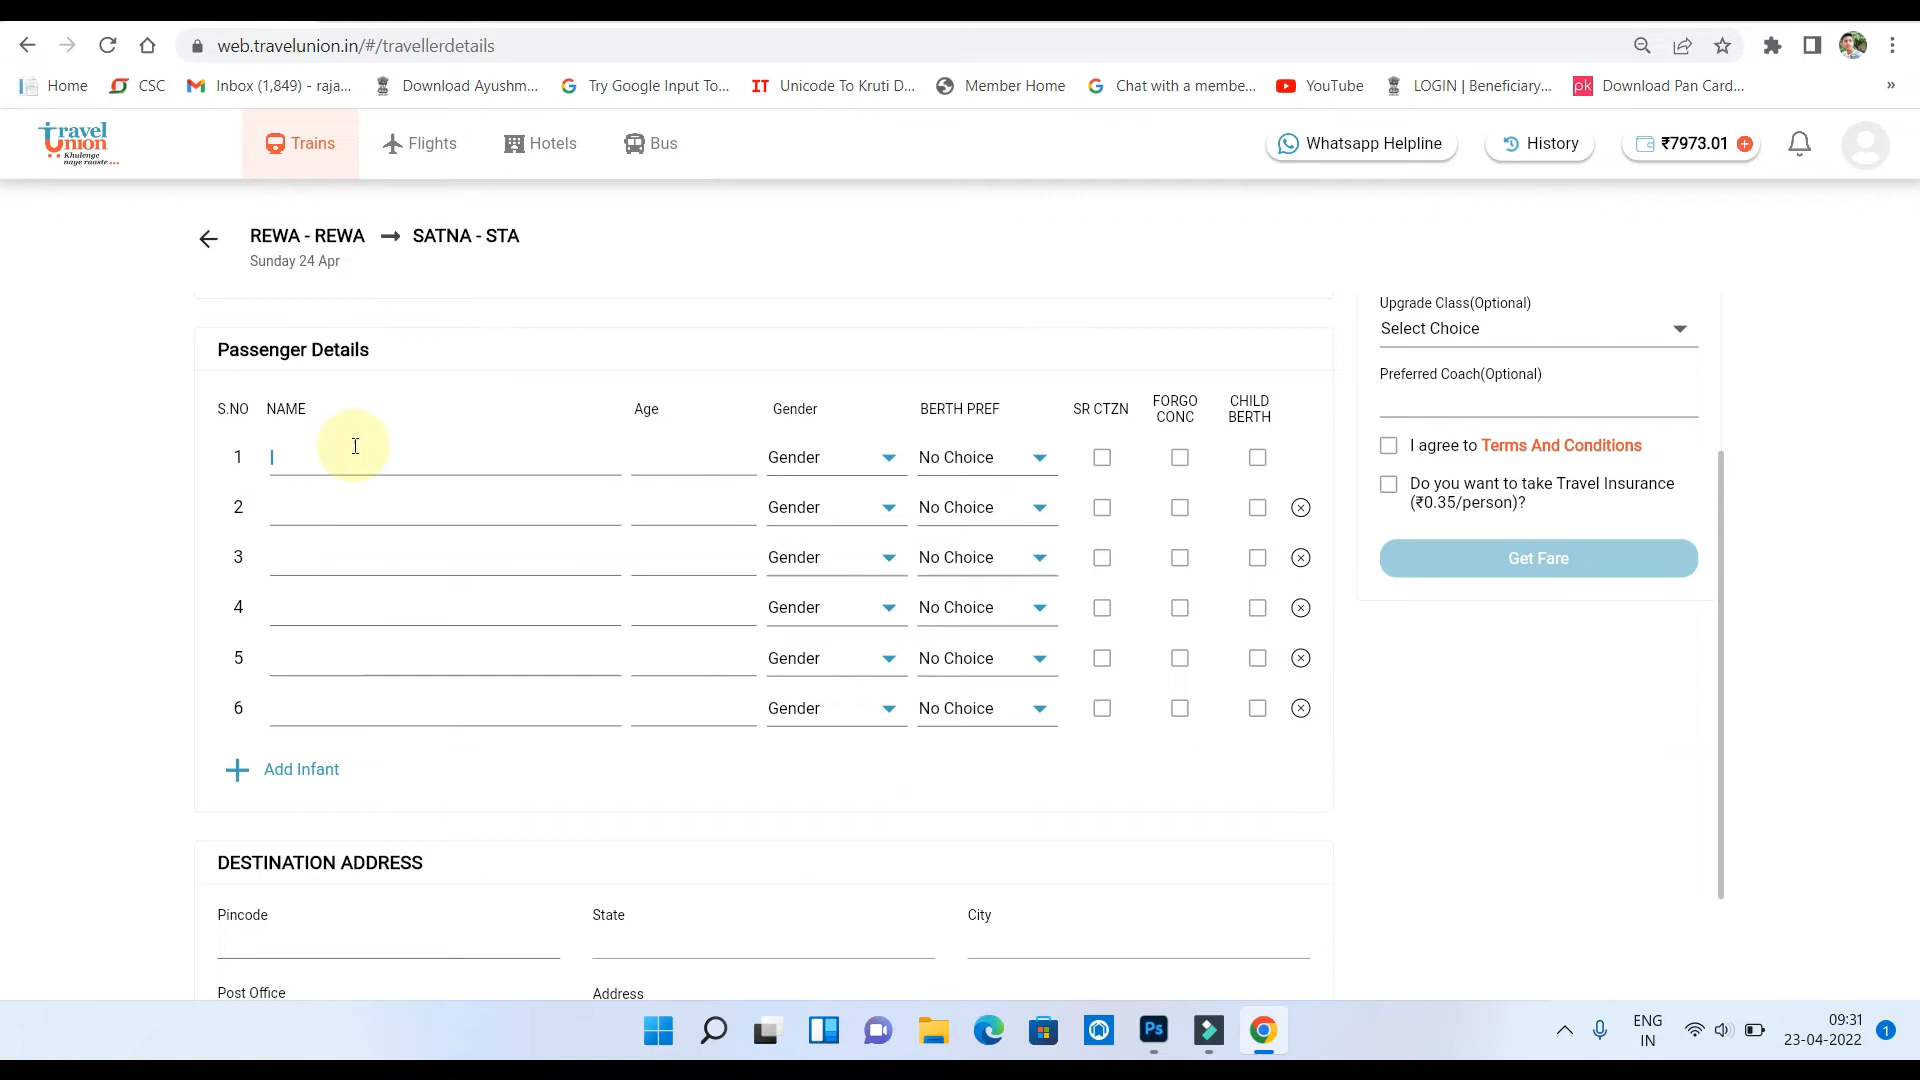 web.travelunion.in/#/travellerdetails
Home
CSC
Inbox (1,849) - raja...
Download Ayushm...
Try Google Input To...
IT
Unicode To Kruti D...
Member Home
Chat with a membe...
YouTube
LOGIN | Beneficiary...
pk
Download Pan Card...
»
Travel
Union
Khulenge
naye raaste ...
Trains
Flights
Hotels
Bus
Whatsapp Helpline
History
₹7973.01
REWA - REWA
SATNA - STA
Sunday 24 Apr
Passenger Details
S.NO NAME Age Gender BERTH PREF SR CTZN FORGO CONC CHILD BERTH
1 Gender No Choice
2 Gender No Choice
3 Gender No Choice
4 Gender No Choice
5 Gender No Choice
6 Gender No Choice
Add Infant
DESTINATION ADDRESS
Pincode State City
Post Office Address
Upgrade Class(Optional)
Select Choice
Preferred Coach(Optional)
I agree to Terms And Conditions
Do you want to take Travel Insurance
(₹0.35/person)?
Get Fare
Ps
ENG
IN
09:31
23-04-2022
1